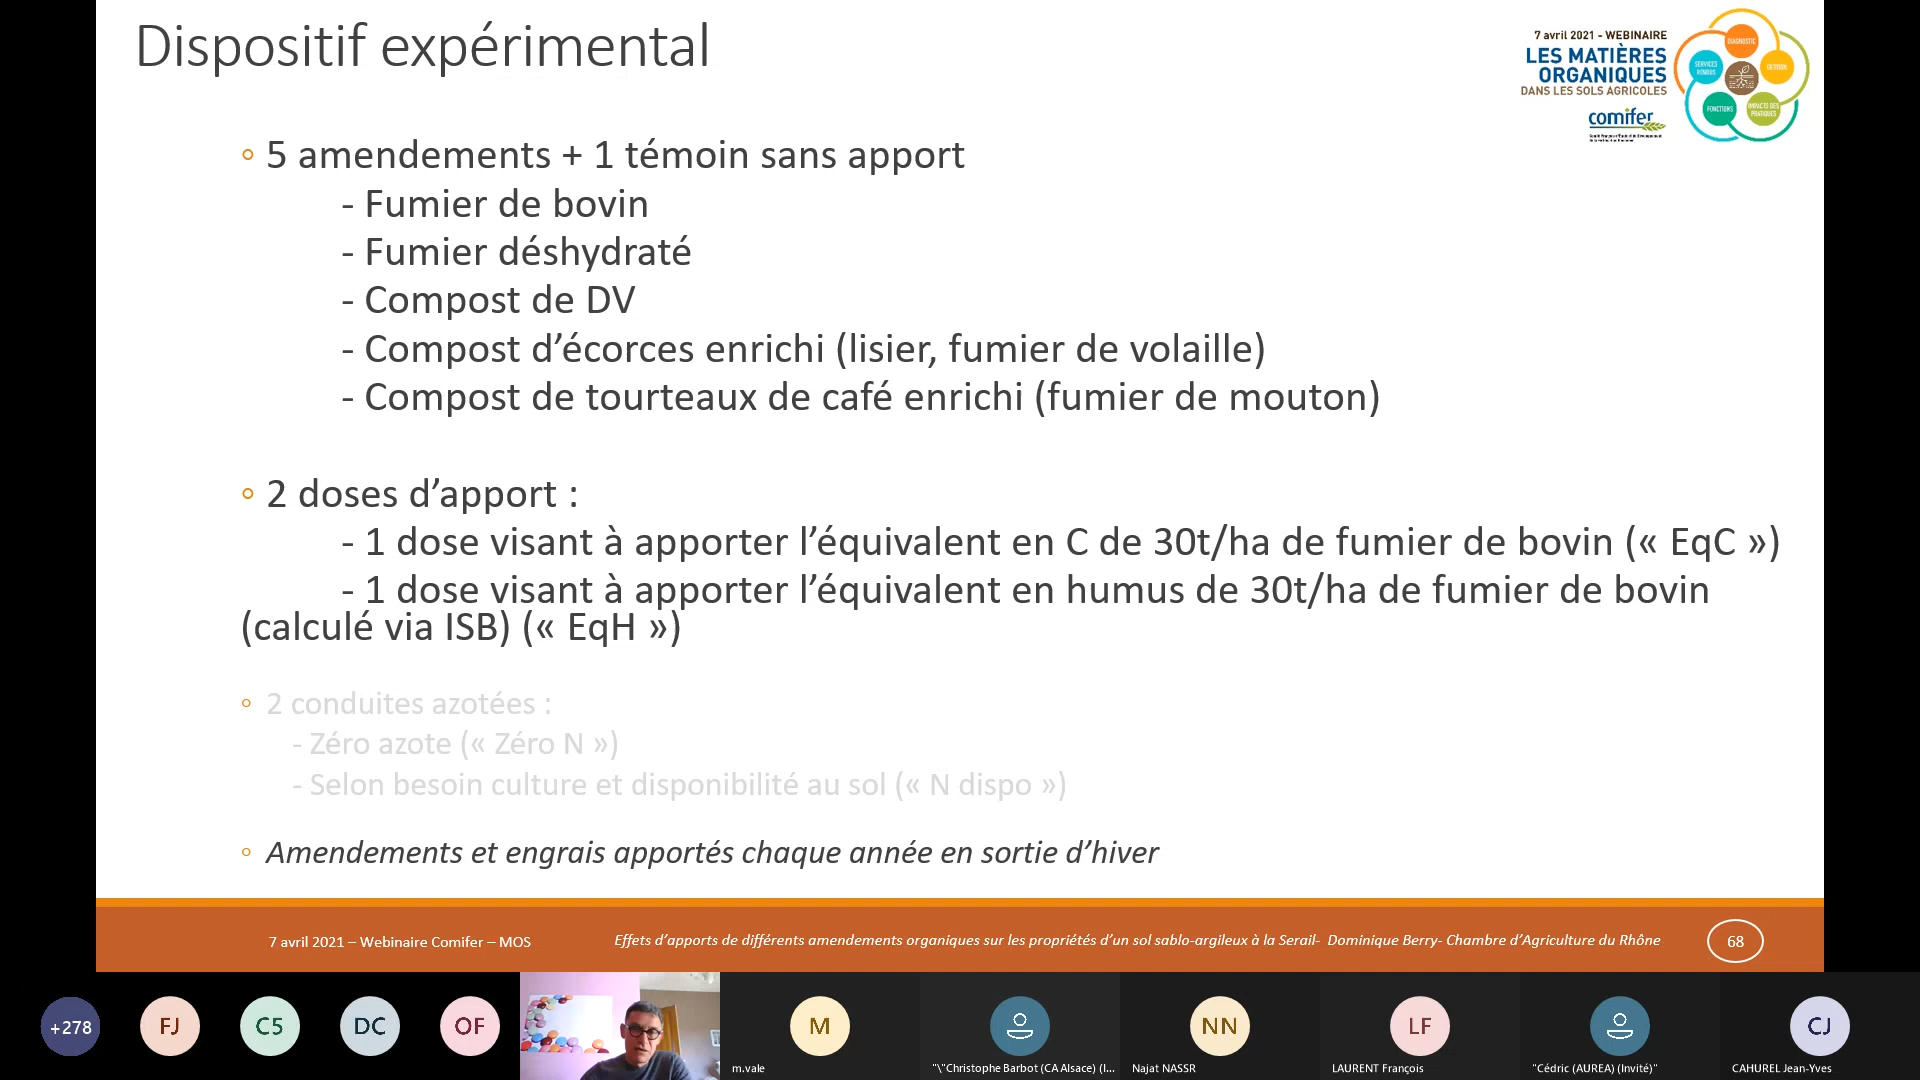 Dispositif expérimental
7 avril 2021 - WEBINAIRE
LES MATIÈRES
ORGANIQUES
DANS LES SOLS AGRICOLES
comifer
DIAGNOSTIC
SERVICES
RENDUS
GESTION
FONCTIONS
IMPACTS DES
PRATIQUES
° 5 amendements + 1 témoin sans apport
- Fumier de bovin
- Fumier déshydraté
- Compost de DV
- Compost d’écorces enrichi (lisier, fumier de volaille)
- Compost de tourteaux de café enrichi (fumier de mouton)
° 2 doses d’apport :
- 1 dose visant à apporter l’équivalent en C de 30t/ha de fumier de bovin (« EqC »)
- 1 dose visant à apporter l’équivalent en humus de 30t/ha de fumier de bovin
(calculé via ISB) (« EqH »)
° 2 conduites azotées :
- Zéro azote (« Zéro N »)
- Selon besoin culture et disponibilité au sol (« N dispo »)
° Amendements et engrais apportés chaque année en sortie d’hiver
7 avril 2021 – Webinaire Comifer – MOS
Effets d’apports de différents amendements organiques sur les propriétés d’un sol sablo-argileux à la Serail- Dominique Berry- Chambre d’Agriculture du Rhône
68
+278
FJ
C5
DC
OF
M
m.vale
"\"Christophe Barbot (CA Alsace) (I...
NN
Najat NASSR
LF
LAURENT François
"Cédric (AUREA) (Invité)"
CJ
CAHUREL Jean-Yves